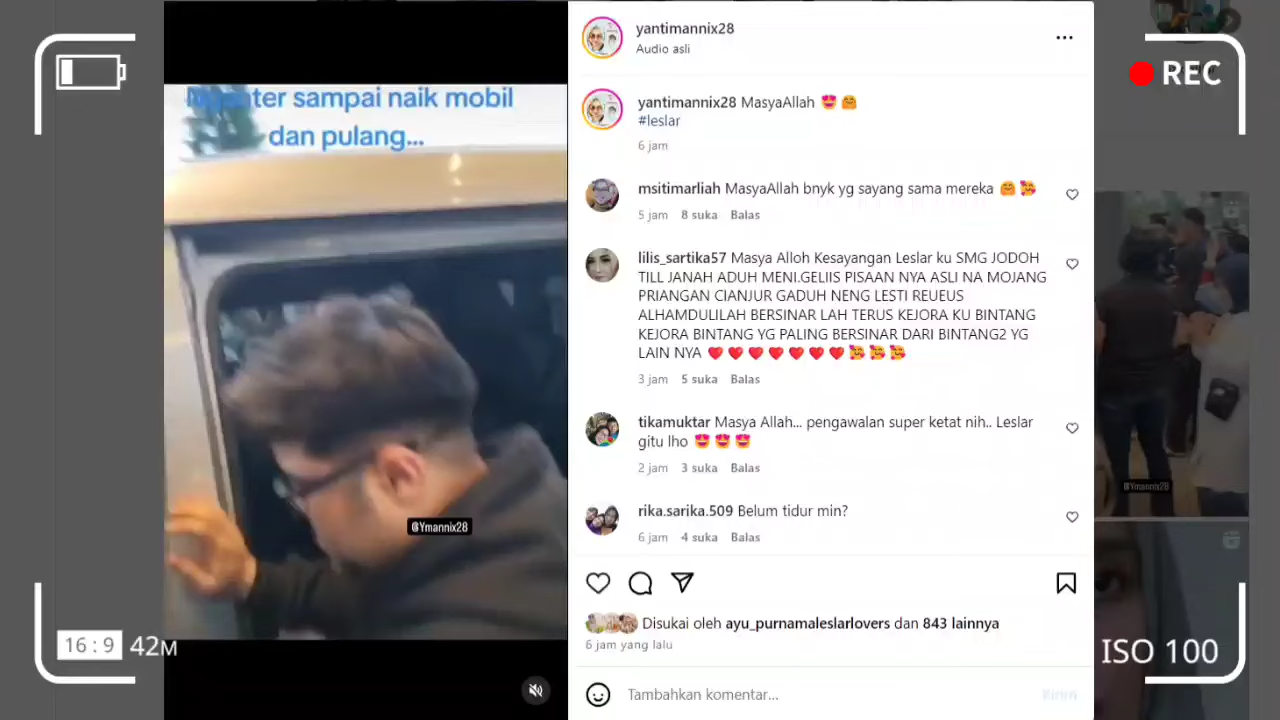 sampai naik mobil
dan pulang...
@Ymannix28
16 : 9
42M
REC
ISO 100
@Ymannix28
yantimannix28
Audio asli
yantimannix28 MasyaAllah 😍 🤗
#leslar
6 jam
msitimarliah MasyaAllah bnyk yg sayang sama mereka 🤗 🥰
5 jam 8 suka Balas
lilis_sartika57 Masya Alloh Kesayangan Leslar ku SMG JODOH
TILL JANAH ADUH MENI.GELIIS PISAAN NYA ASLI NA MOJANG
PRIANGAN CIANJUR GADUH NENG LESTI REUEUS
ALHAMDULILAH BERSINAR LAH TERUS KEJORA KU BINTANG
KEJORA BINTANG YG PALING BERSINAR DARI BINTANG2 YG
LAIN NYA ❤️ ❤️ ❤️ ❤️ ❤️ ❤️ ❤️ 🥰 🥰 🥰
3 jam 5 suka Balas
tikamuktar Masya Allah... pengawalan super ketat nih.. Leslar
gitu lho 😍 😍 😍
2 jam 3 suka Balas
rika.sarika.509 Belum tidur min?
6 jam 4 suka Balas
Disukai oleh ayu_purnamaleslarlovers dan 843 lainnya
6 jam yang lalu
Tambahkan komentar...
Kirim